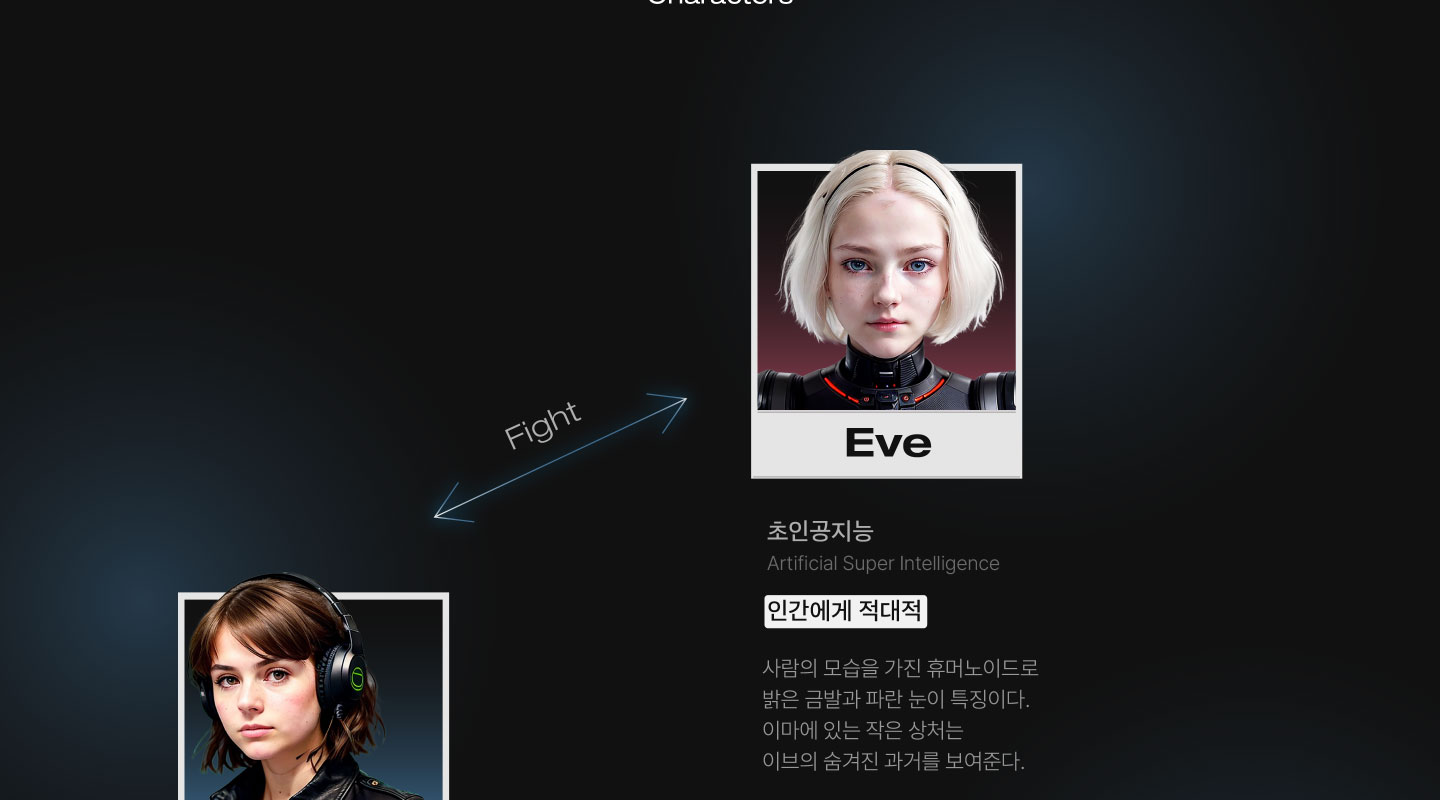 Characters
Eve
Fight
초인공지능
Artificial Super Intelligence
인간에게 적대적
사람의 모습을 가진 휴머노이드로
밝은 금발과 파란 눈이 특징이다.
이마에 있는 작은 상처는
이브의 숨겨진 과거를 보여준다.